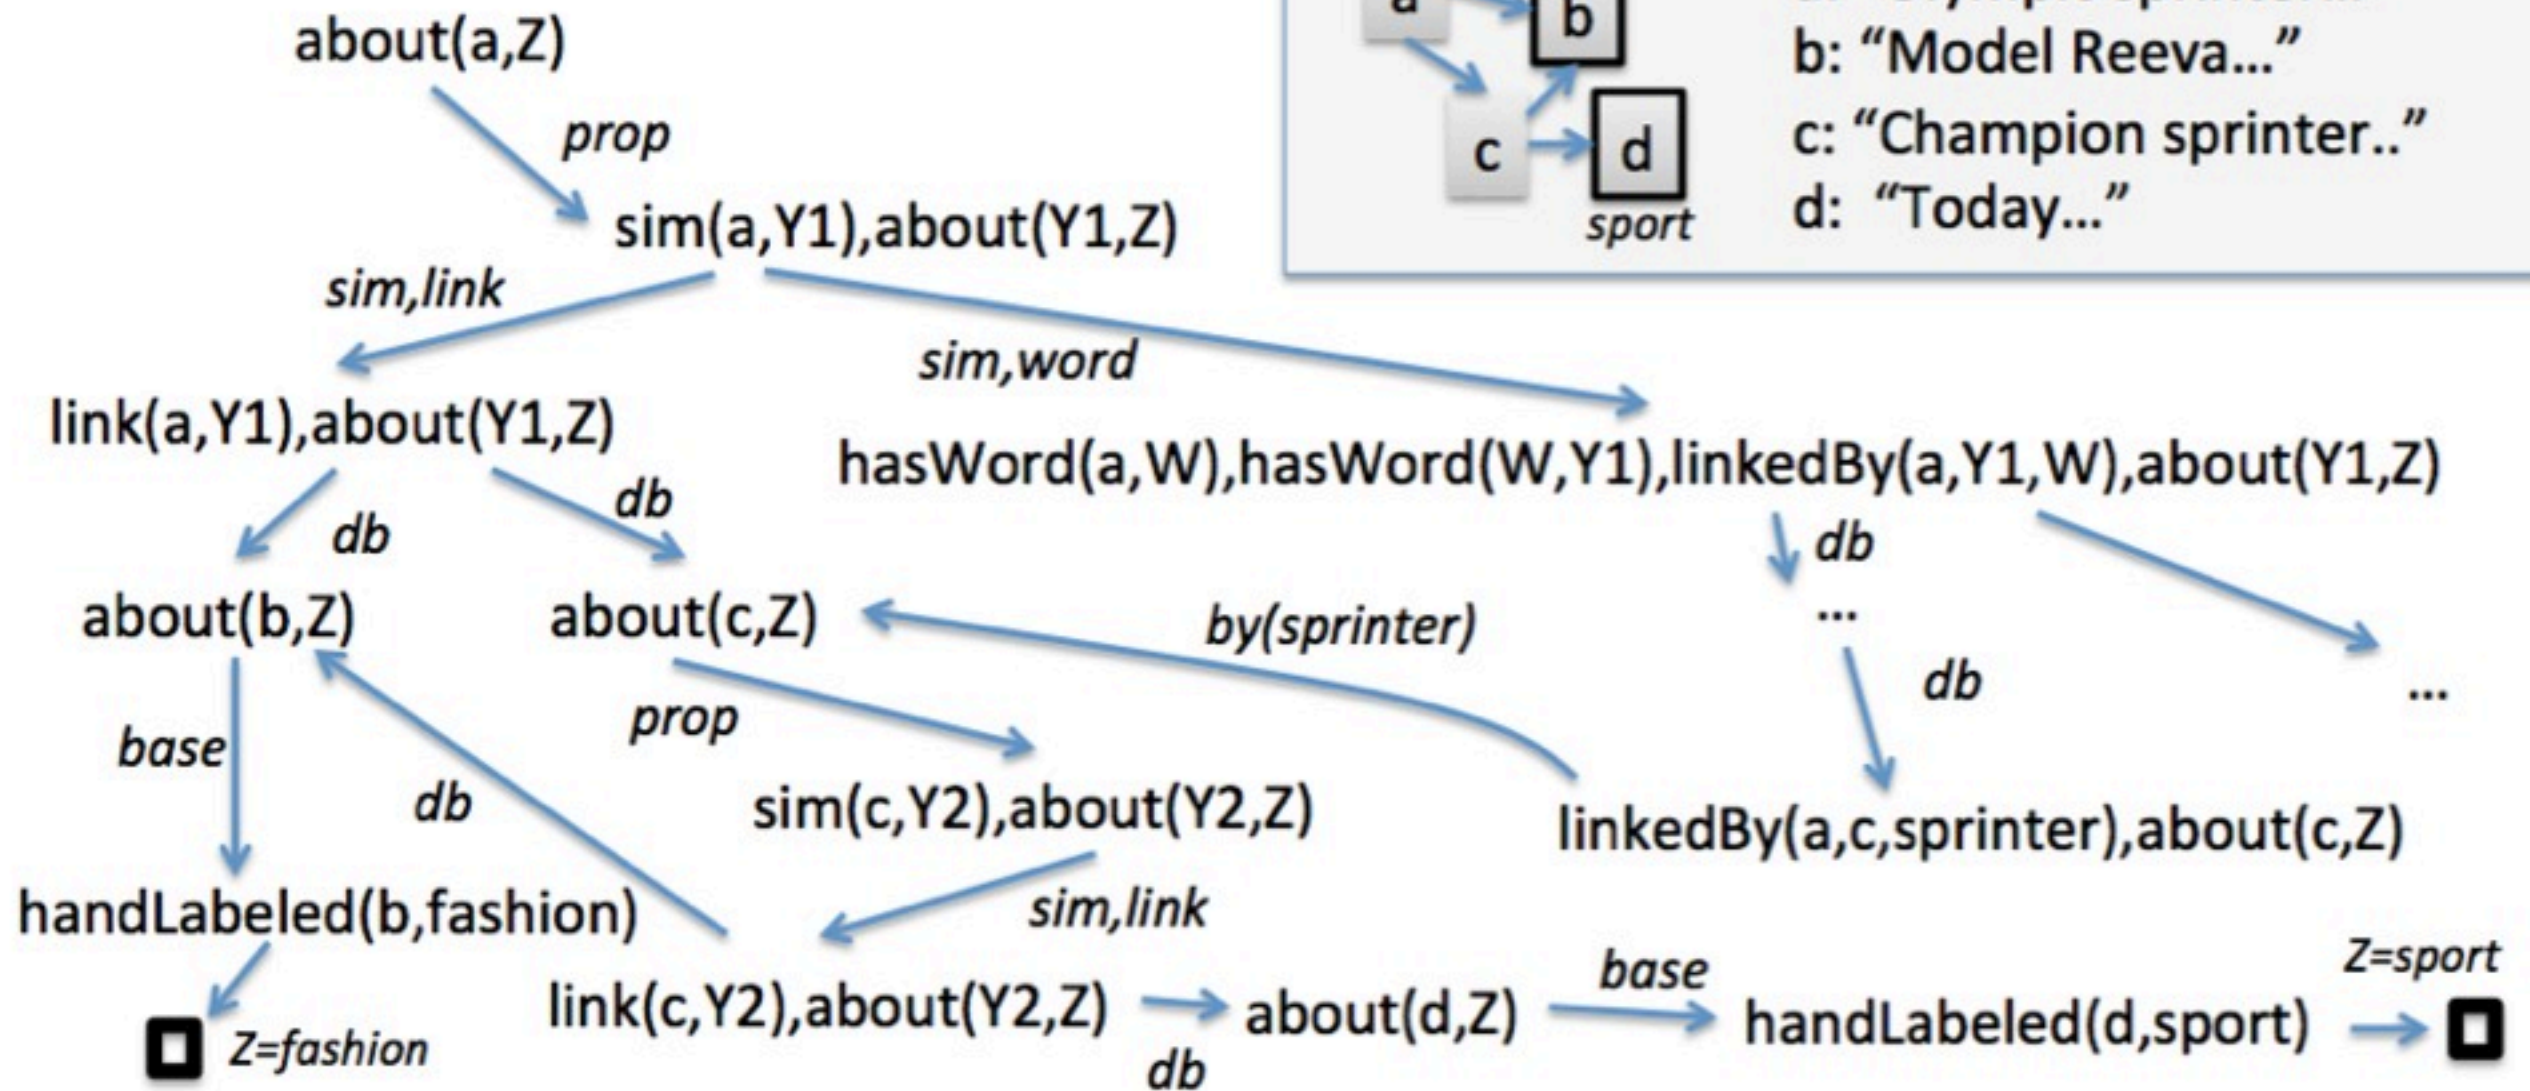 about(a,Z)
b
b: “Model Reeva...”
prop
c
d
c: “Champion sprinter..”
sport
d: “Today...”
sim(a,Y1),about(Y1,Z)
sim,link
sim,word
link(a,Y1),about(Y1,Z)
hasWord(a,W),hasWord(W,Y1),linkedBy(a,Y1,W),about(Y1,Z)
db
db
db
about(b,Z)
about(c,Z)
by(sprinter)
...
db
...
base
prop
db
sim(c,Y2),about(Y2,Z)
linkedBy(a,c,sprinter),about(c,Z)
handLabeled(b,fashion)
sim,link
base
Z=sport
link(c,Y2),about(Y2,Z)
about(d,Z)
handLabeled(d,sport)
Z=fashion
db